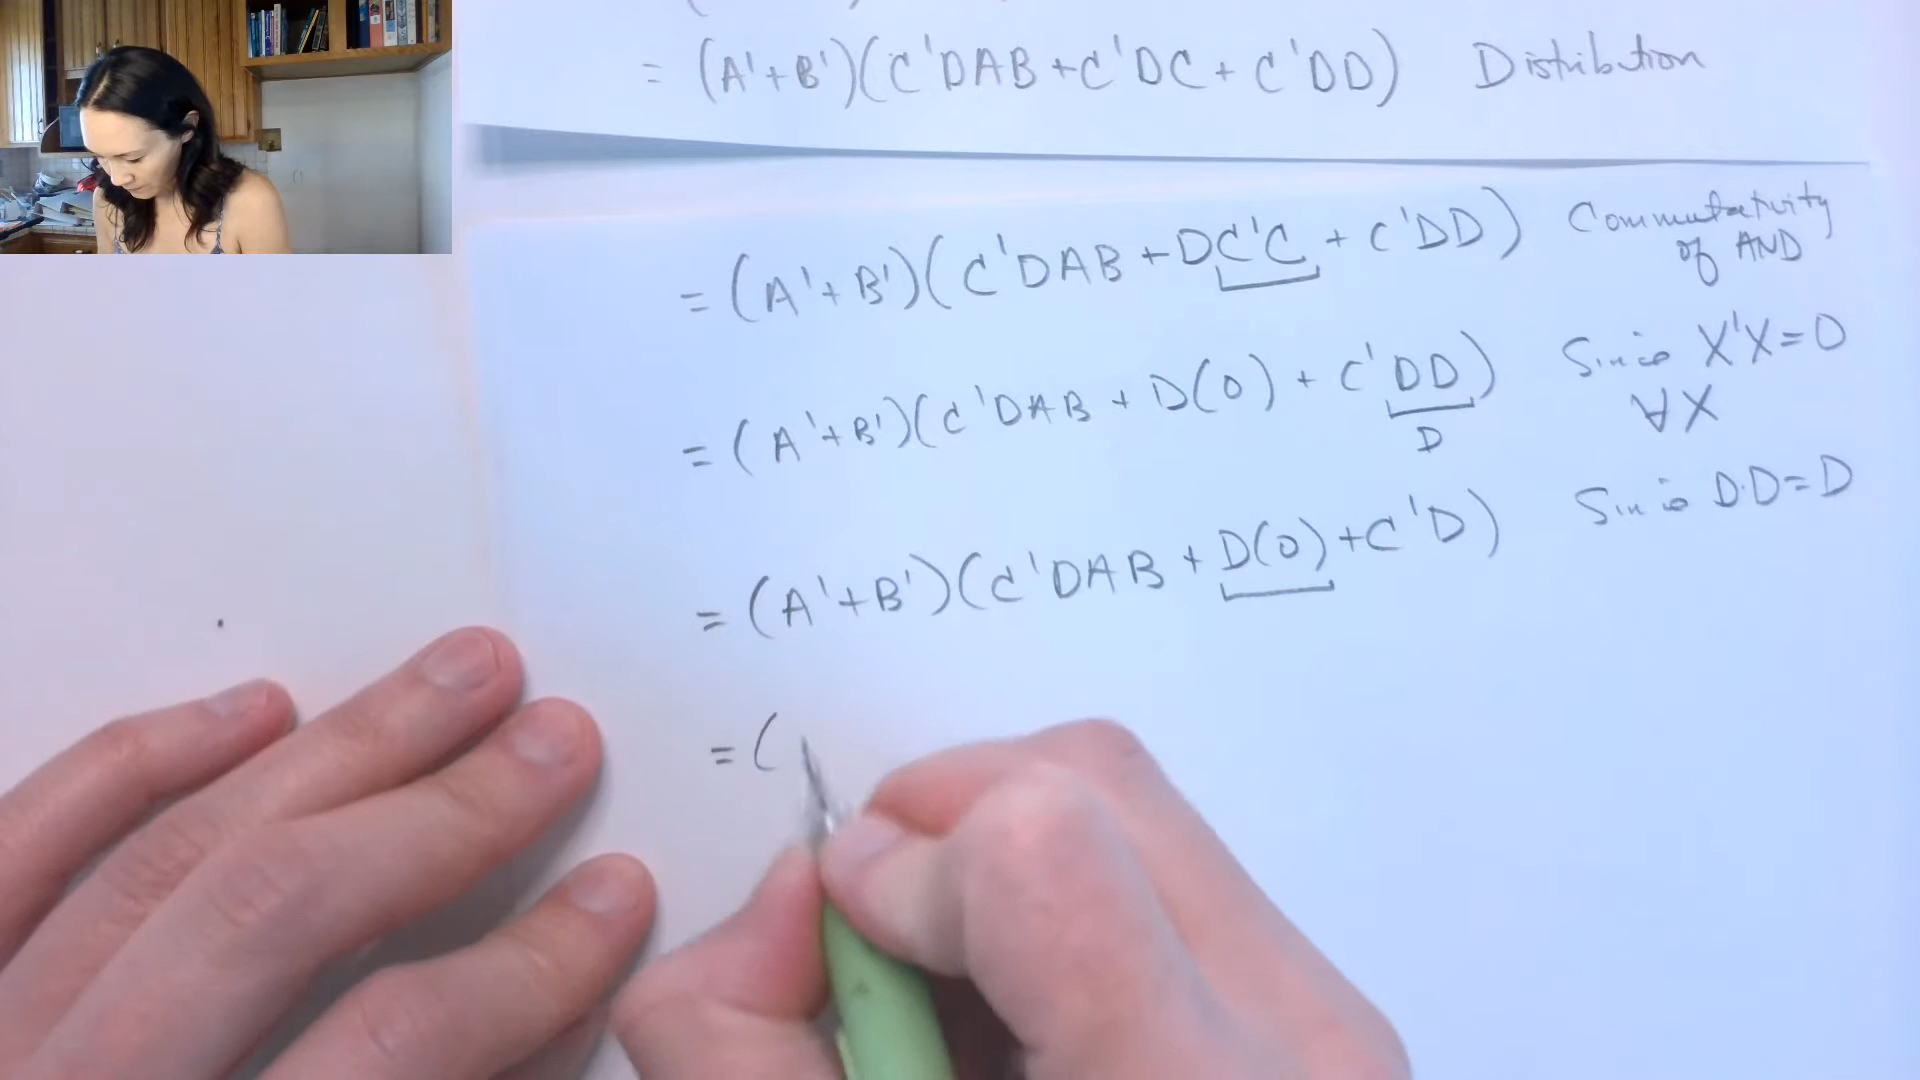 = (A'+B')(C'DAB+C'DC+C'DD) Distribution
= (A'+B')(C'DAB+DC'C+C'DD) Commutativity
of AND
= (A'+B')(C'DAB + D(0) + C'DD) Since X'X=0
∀X
D
= (A'+B')(C'DAB + D(0) +C'D) Since D·D=D
= (